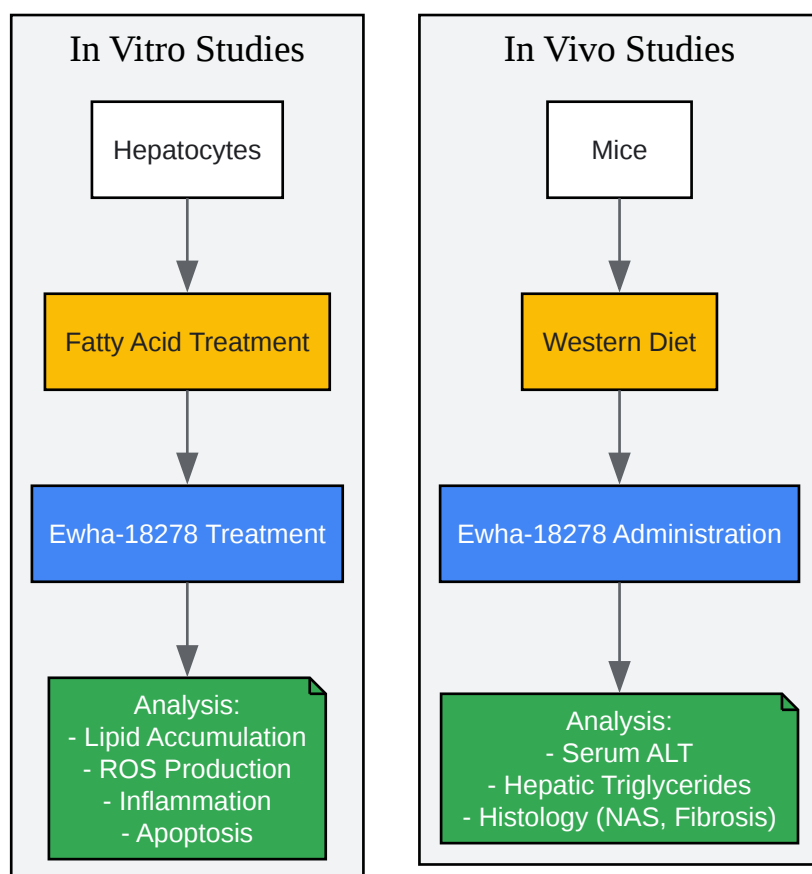 In Vitro Studies
Hepatocytes
Fatty Acid Treatment
Ewha-18278 Treatment
Analysis:
- Lipid Accumulation
- ROS Production
- Inflammation
- Apoptosis
In Vivo Studies
Mice
Western Diet
Ewha-18278 Administration
Analysis:
- Serum ALT
- Hepatic Triglycerides
- Histology (NAS, Fibrosis)